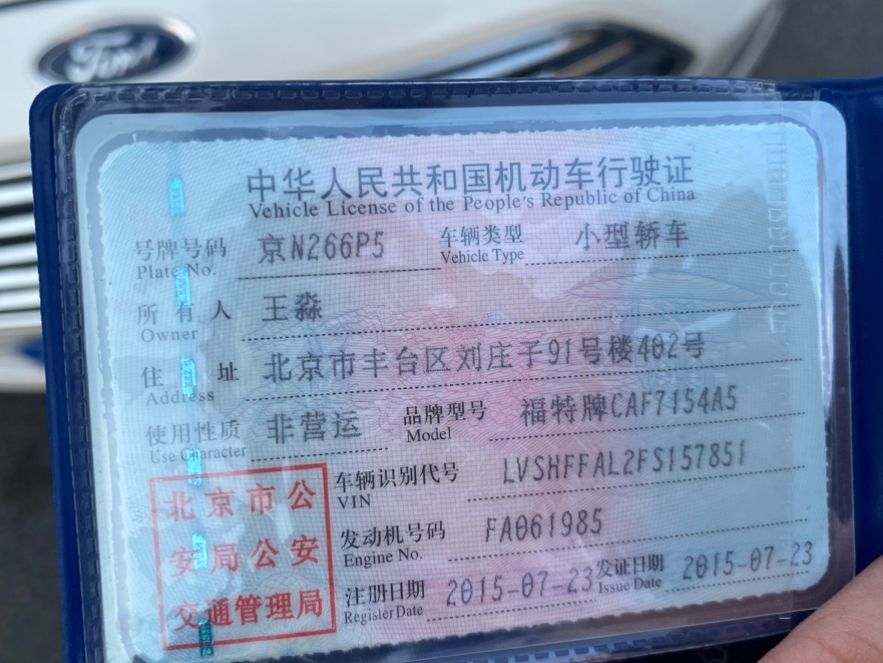 Ford
中华人民共和国机动车行驶证
Vehicle License of the People's Republic of China
号牌号码 京N266P5 车辆类型 小型轿车
Plate No. Vehicle Type
所有人 王淼
Owner
住址 北京市丰台区刘庄子91号楼402号
Address
使用性质 非营运 品牌型号 福特牌CAF7154A5
Use Character Model
车辆识别代号 LVSHFFAL2FS157851
VIN
发动机号码 FA061985
Engine No.
注册日期 2015-07-23 发证日期 2015-07-23
Register Date Issue Date
北京市公
安局公安
交通管理局